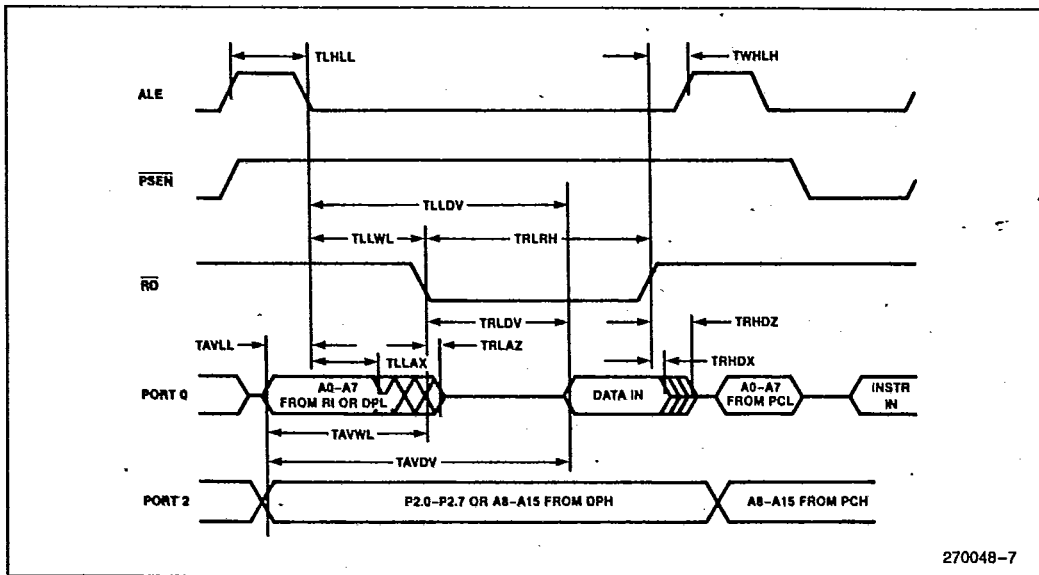 TLHLL
TWHLH
ALE
PSEN
TLLDV
TLLWL
TRLRH
RD
TRLDV
TRHDZ
TAVLL
TRLAZ
TLLAX
TRHDX
PORT 0
A0-A7
FROM RI OR DPL
DATA IN
A0-A7
FROM PCL
INSTR
IN
TAVWL
TAVDV
PORT 2
P2.0-P2.7 OR A8-A15 FROM DPH
A8-A15 FROM PCH
270048-7